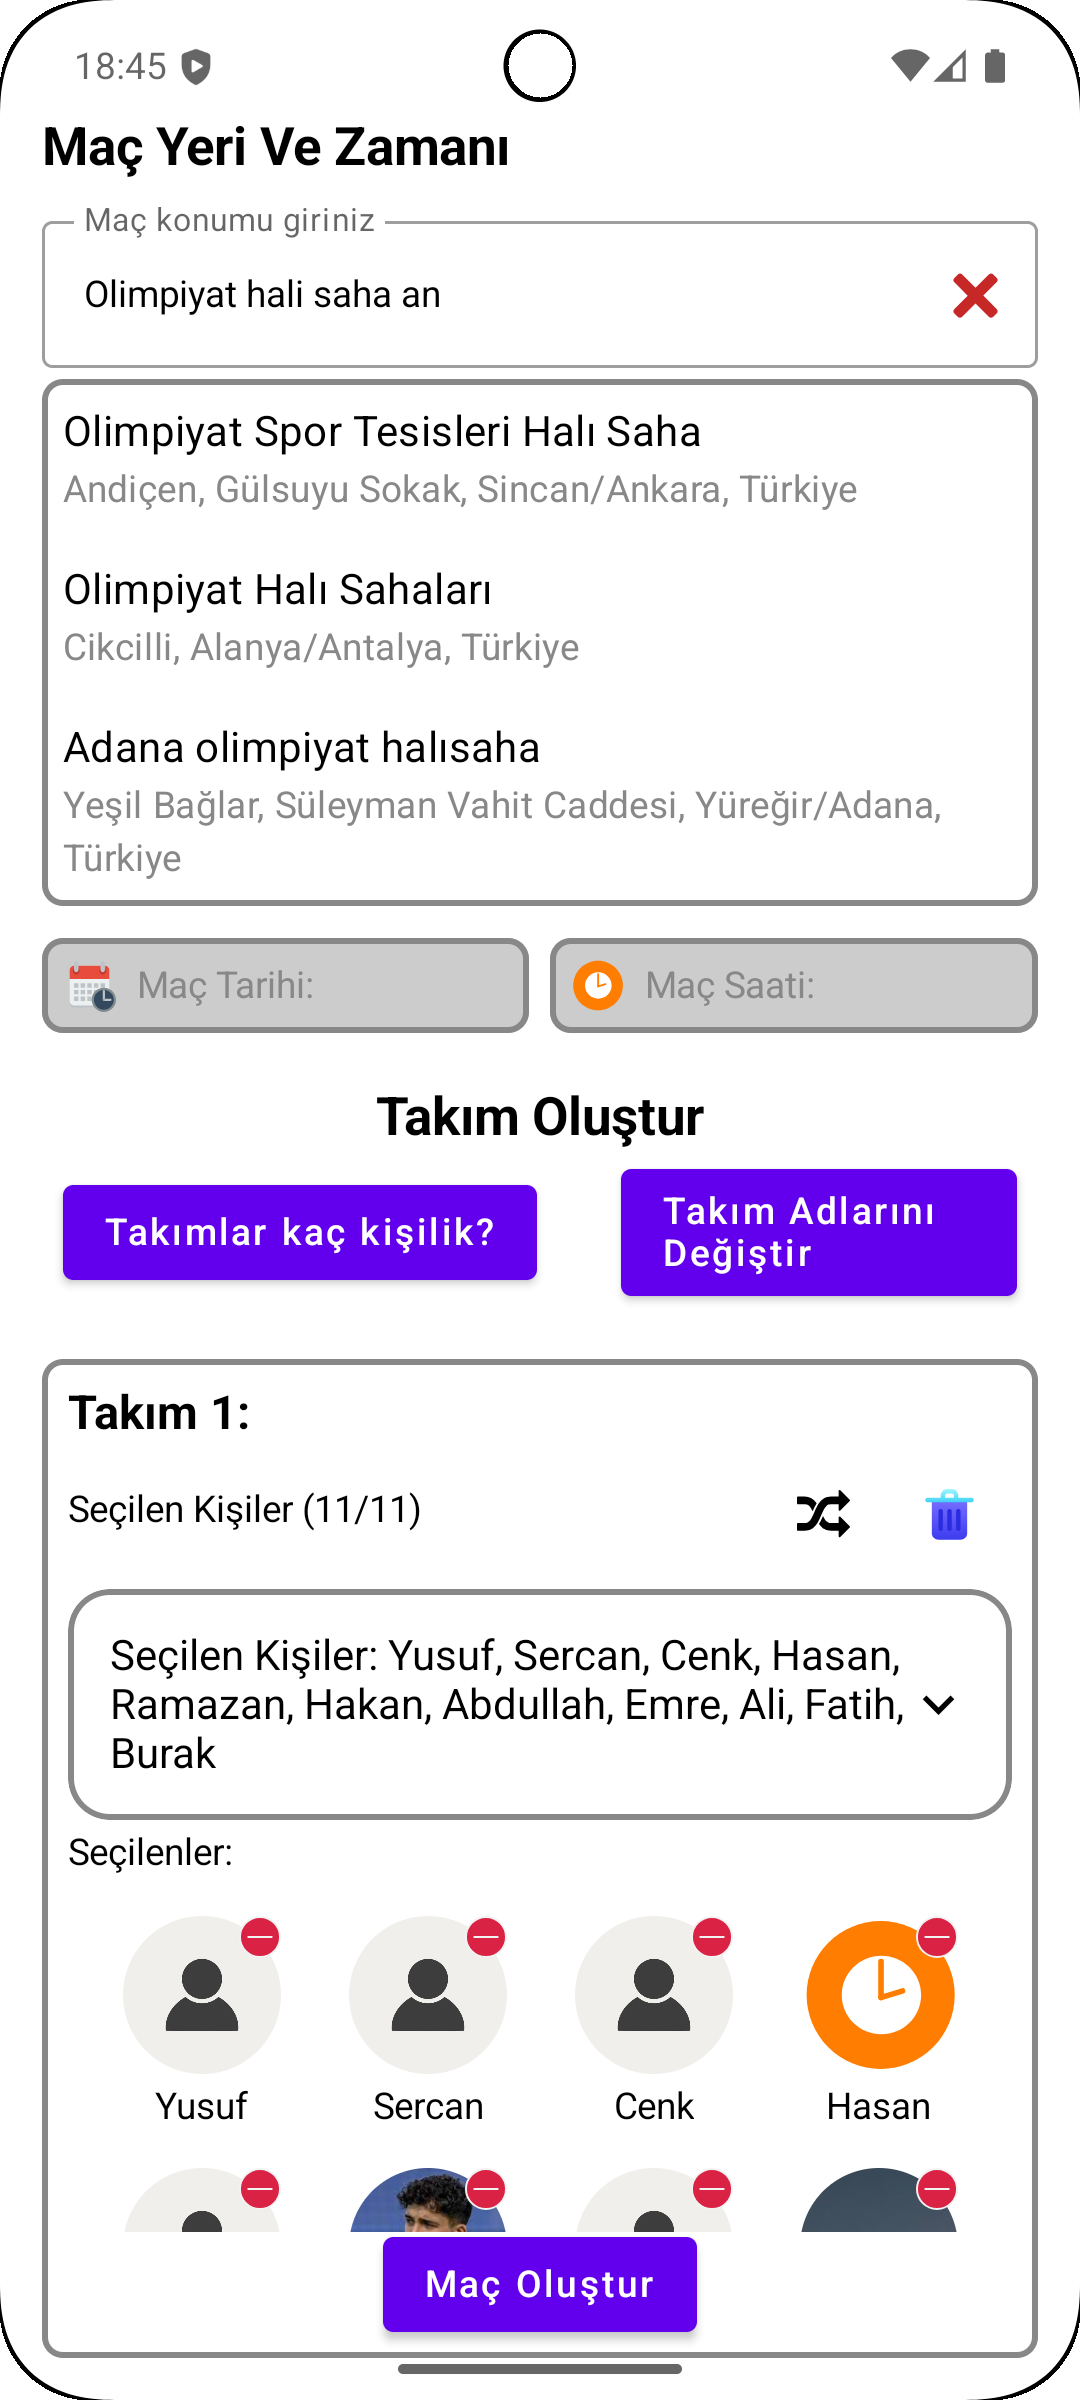 18:45
Maç Yeri Ve Zamanı
Maç konumu giriniz
Olimpiyat hali saha an
Olimpiyat Spor Tesisleri Halı Saha
Andiçen, Gülsuyu Sokak, Sincan/Ankara, Türkiye
Olimpiyat Halı Sahaları
Cikcilli, Alanya/Antalya, Türkiye
Adana olimpiyat halısaha
Yeşil Bağlar, Süleyman Vahit Caddesi, Yüreğir/Adana,
Türkiye
Maç Tarihi: Maç Saati:
Takım Oluştur
Takımlar kaç kişilik?
Takım Adlarını
Değiştir
Takım 1:
Seçilen Kişiler (11/11)
Seçilen Kişiler: Yusuf, Sercan, Cenk, Hasan,
Ramazan, Hakan, Abdullah, Emre, Ali, Fatih,
Burak
Seçilenler:
Yusuf Sercan Cenk Hasan
Maç Oluştur